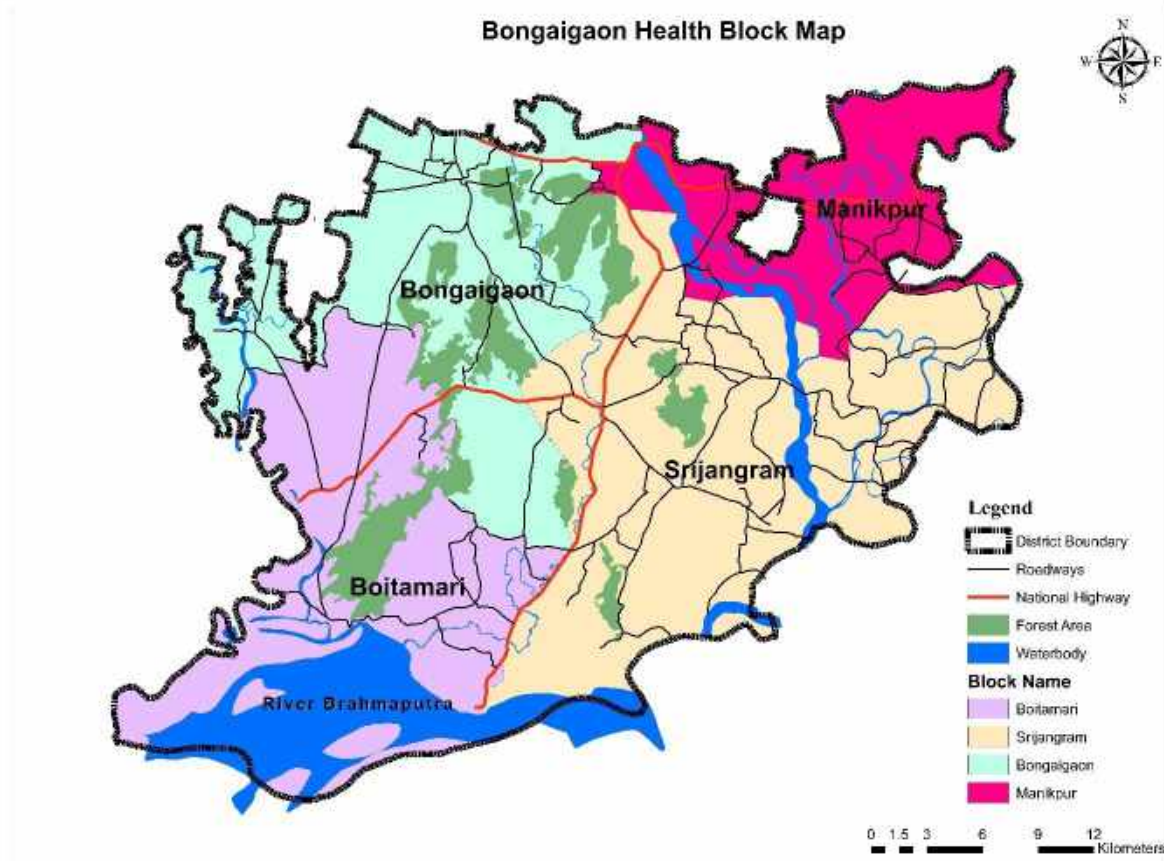 Bongaigon Health Block Map
N
W E
S
Manikpur
Bongaigaon
Srijangram
Boitamari
River Brahmaputra
Legend
District Boundary
Roadways
National Highway
Forest Area
Waterbody
Block Name
Boitamari
Srijangram
Bongaigaon
Manikpur
0 1.5 3 6 9 12
Kilometers